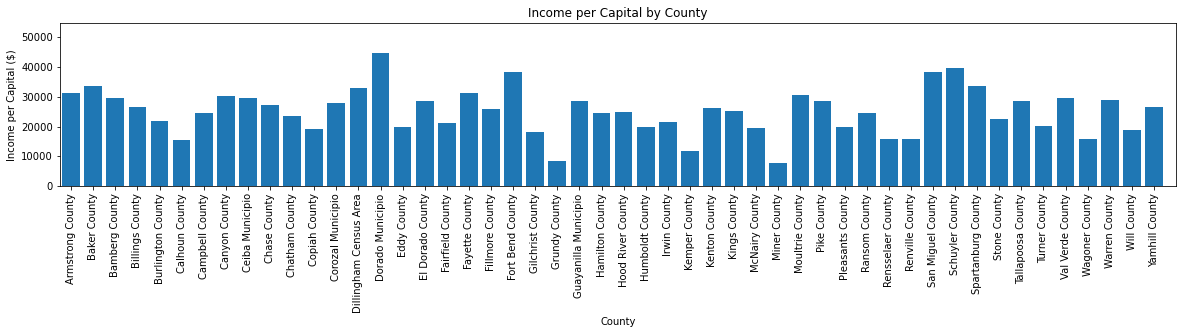 Income per Capital by County
Income per Capital ($)
50000
40000
30000
20000
10000
0
Armstrong County
Baker County
Bamberg County
Billings County
Burlington County
Calhoun County
Campbell County
Canyon County
Ceiba Municipio
Chase County
Chatham County
Copiah County
Corozal Municipio
Dillingham Census Area
Dorado Municipio
Eddy County
El Dorado County
Fairfield County
Fayette County
Fillmore County
Fort Bend County
Gilchrist County
Grundy County
Guayanilla Municipio
Hamilton County
Hood River County
Humboldt County
Irwin County
Kemper County
Kenton County
Kings County
McNairy County
Miner County
Moultrie County
Pike County
Pleasants County
Ransom County
Rensselaer County
Renville County
San Miguel County
Schuyler County
Spartanburg County
Stone County
Tallapoosa County
Turner County
Val Verde County
Wagoner County
Warren County
Will County
Yamhill County
County